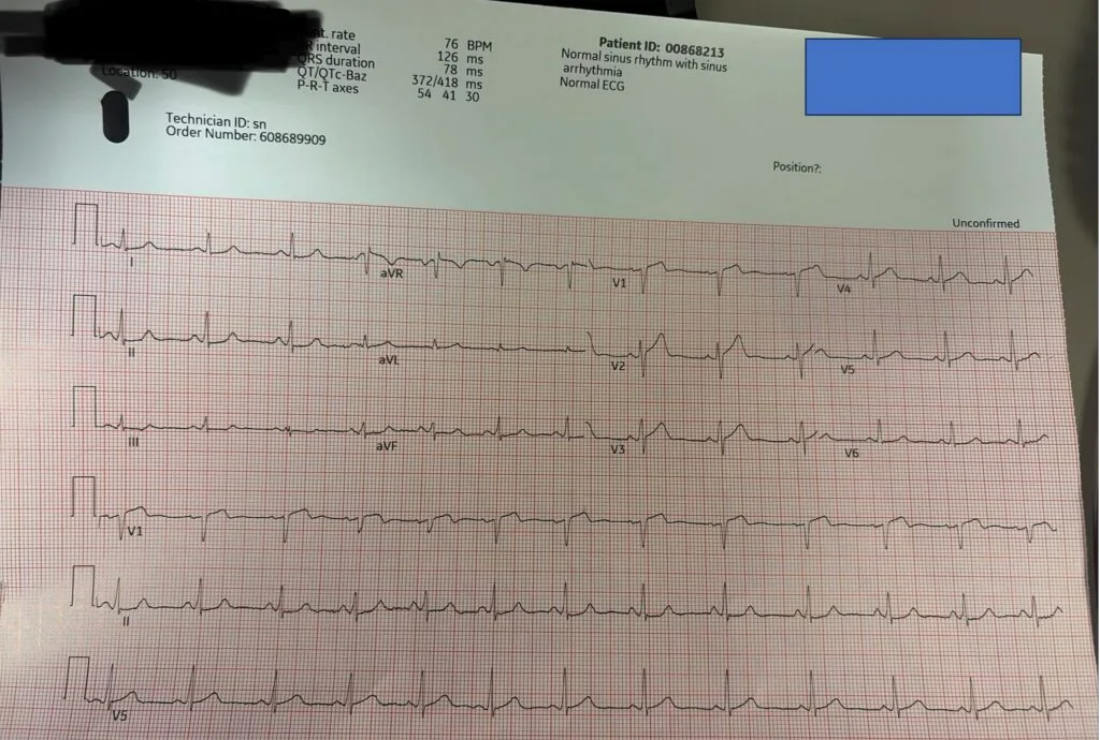 t. rate 76 BPM
R interval 126 ms
QRS duration 78 ms
QT/QTc-Baz 372/418 ms
P-R-T axes 54 41 30
Patient ID: 00868213
Normal sinus rhythm with sinus
arrhythmia
Normal ECG
Location: 50
Technician ID: sn
Order Number: 608689909
Position?:
Unconfirmed
I aVR V1 V4
II aVL V2 V5
III aVF V3 V6
V1
II
V5